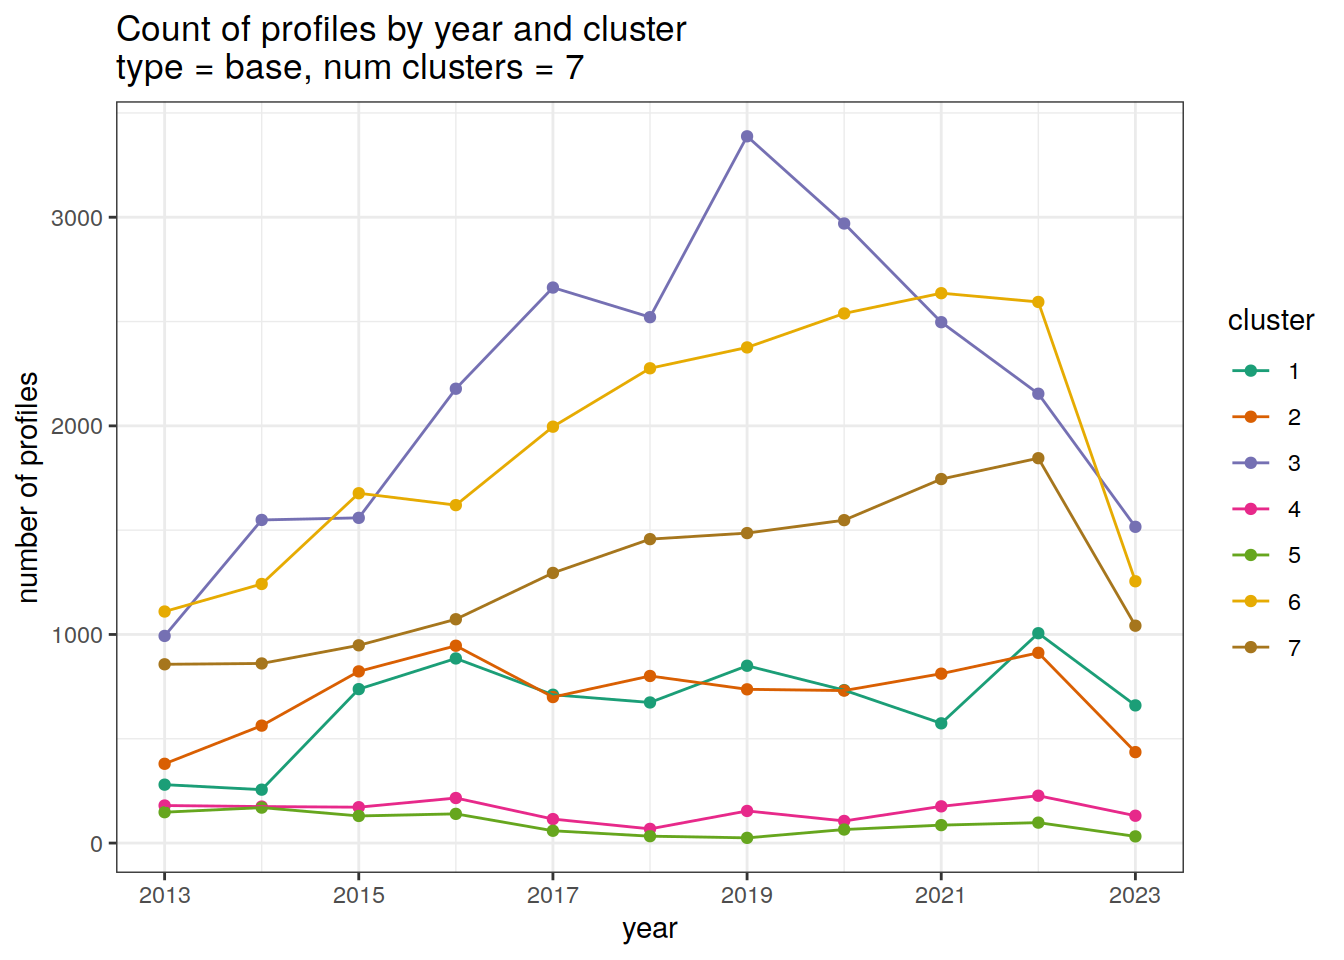 Count of profiles by year and cluster
type = base, num clusters = 7
number of profiles
3000
2000
1000
0
2013 2015 2017 2019 2021 2023
year
cluster
1
2
3
4
5
6
7